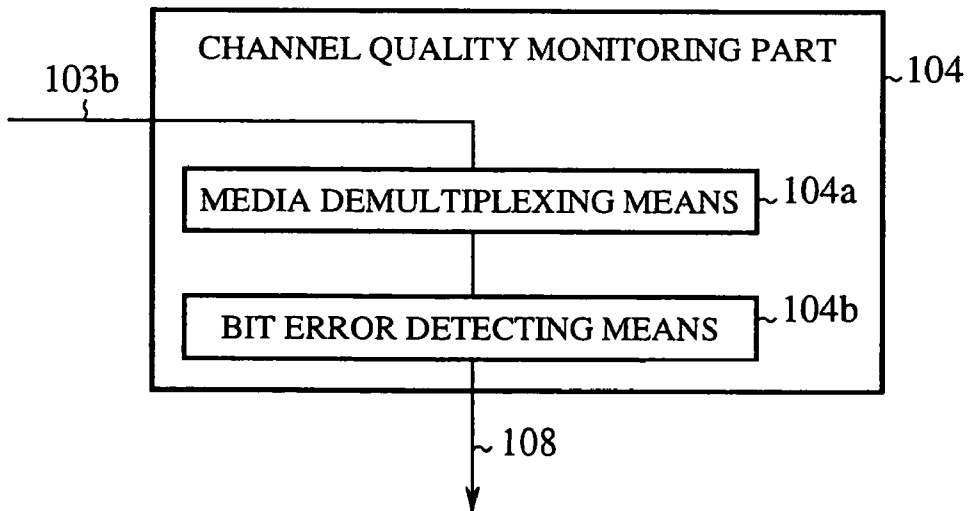 CHANNEL QUALITY MONITORING PART
104
103b
MEDIA DEMULTIPLEXING MEANS
104a
BIT ERROR DETECTING MEANS
104b
108